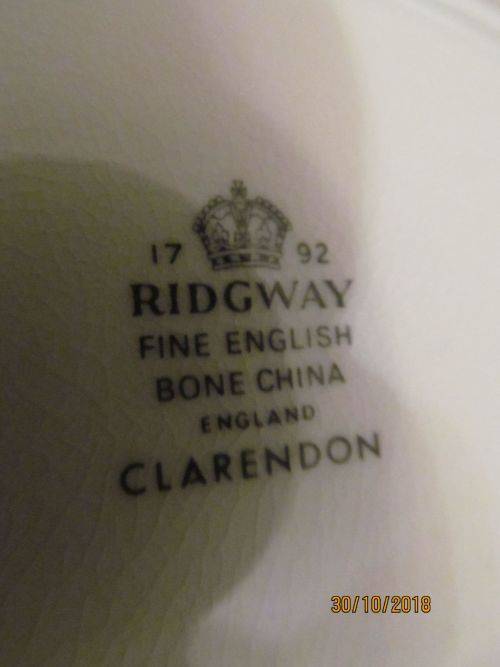 17 92
RIDGWAY
FINE ENGLISH
BONE CHINA
ENGLAND
CLARENDON
30/10/2018